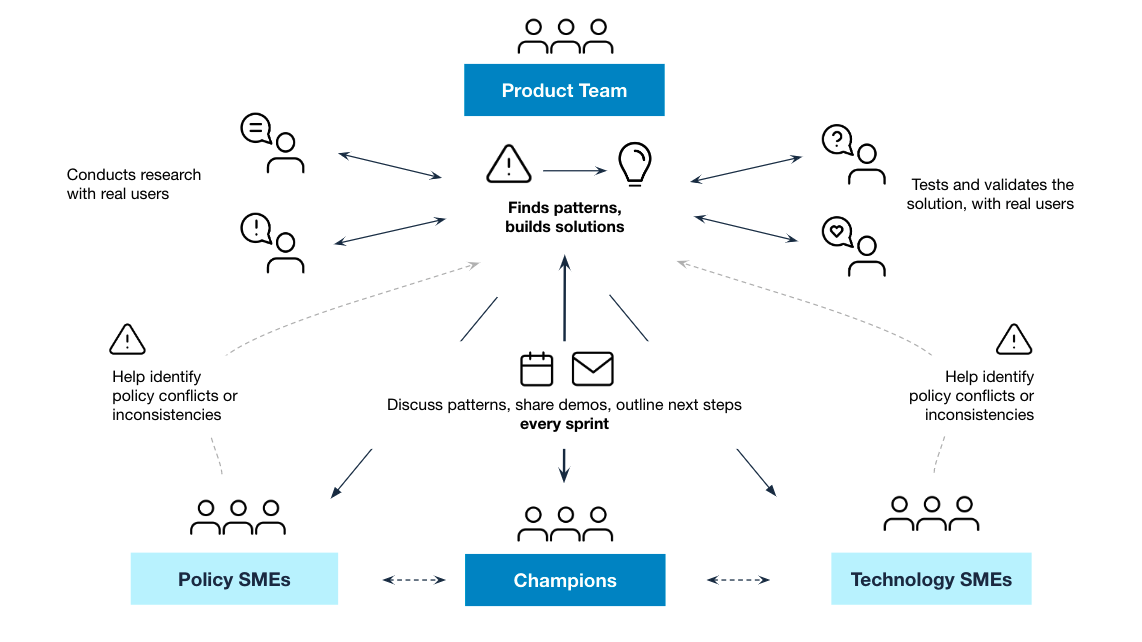 Product Team
Conducts research
with real users
Finds patterns,
builds solutions
Tests and validates the
solution, with real users
Help identify
policy conflicts or
inconsistencies
Discuss patterns, share demos, outline next steps
every sprint
Help identify
policy conflicts or
inconsistencies
Policy SMEs
Champions
Technology SMEs